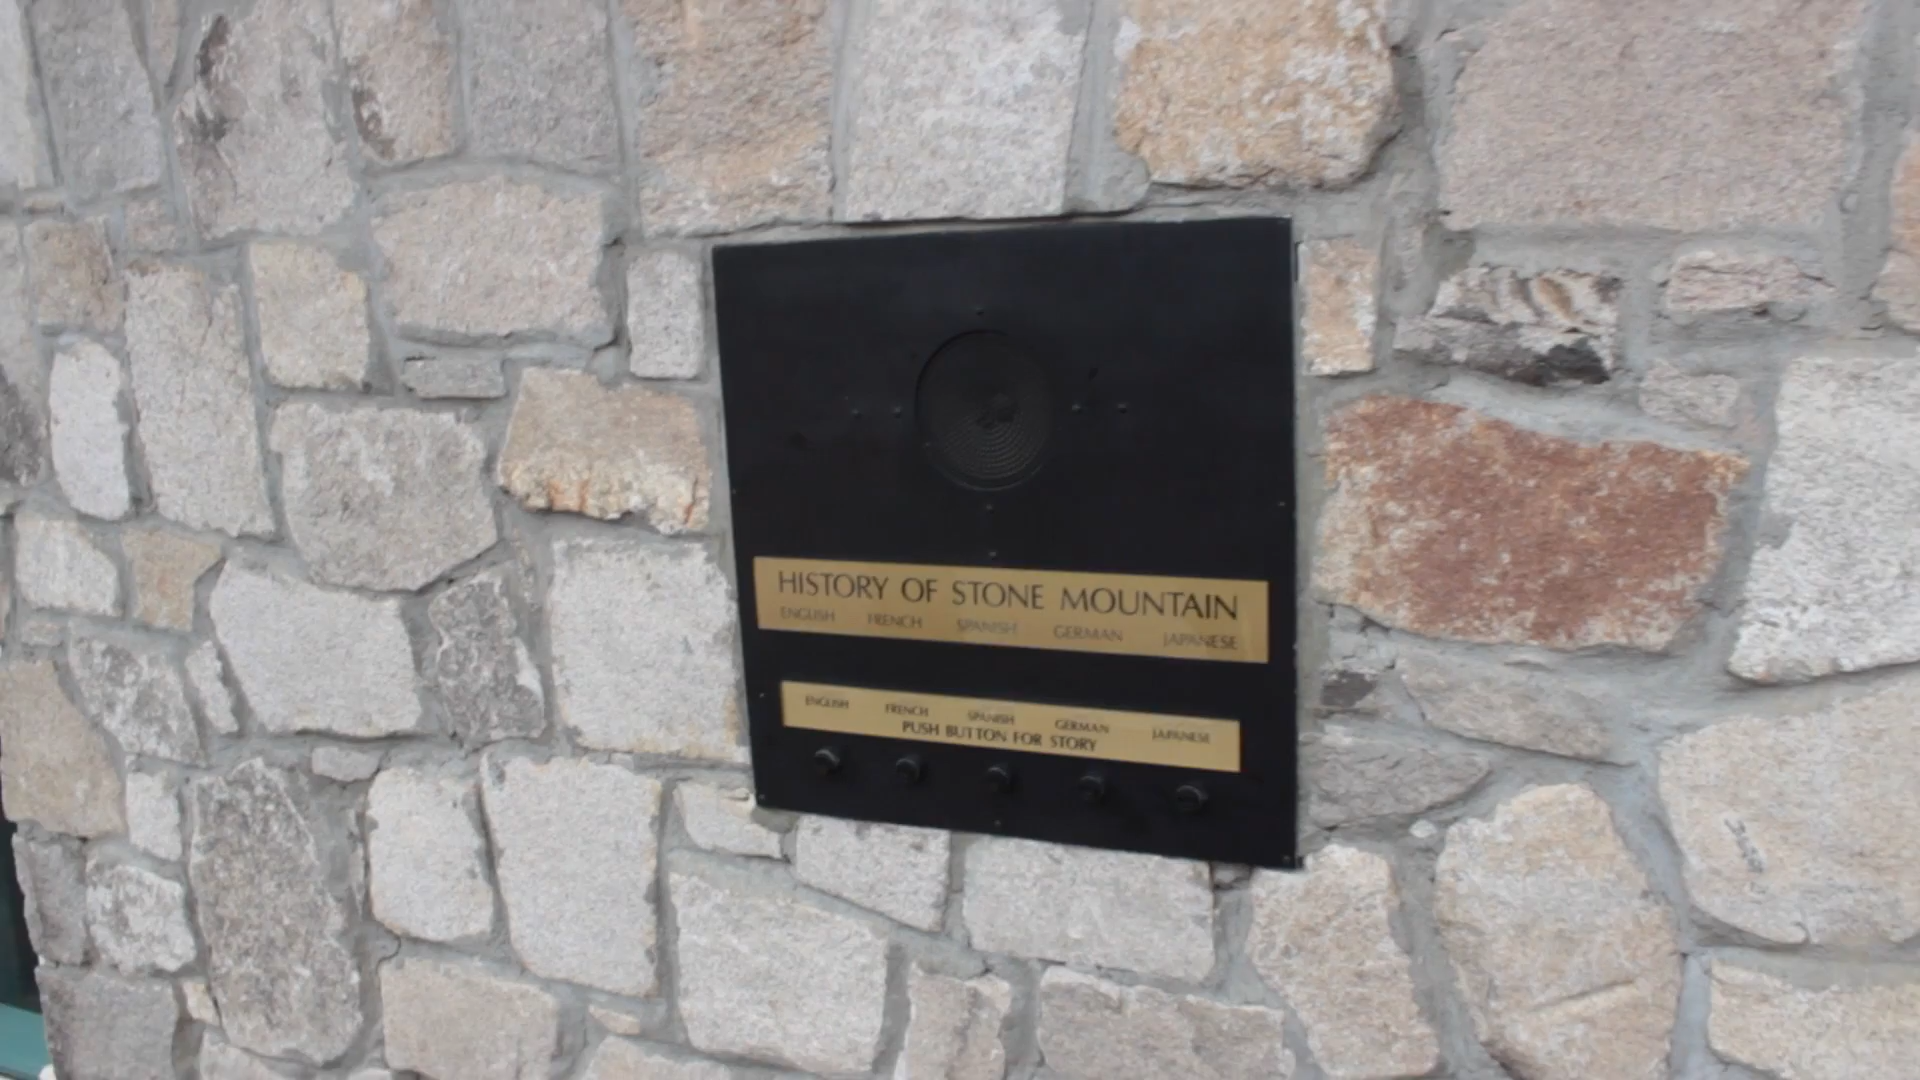 HISTORY OF STONE MOUNTAIN
ENGLISH FRENCH SPANISH GERMAN JAPANESE
ENGLISH FRENCH SPANISH GERMAN JAPANESE
PUSH BUTTON FOR STORY